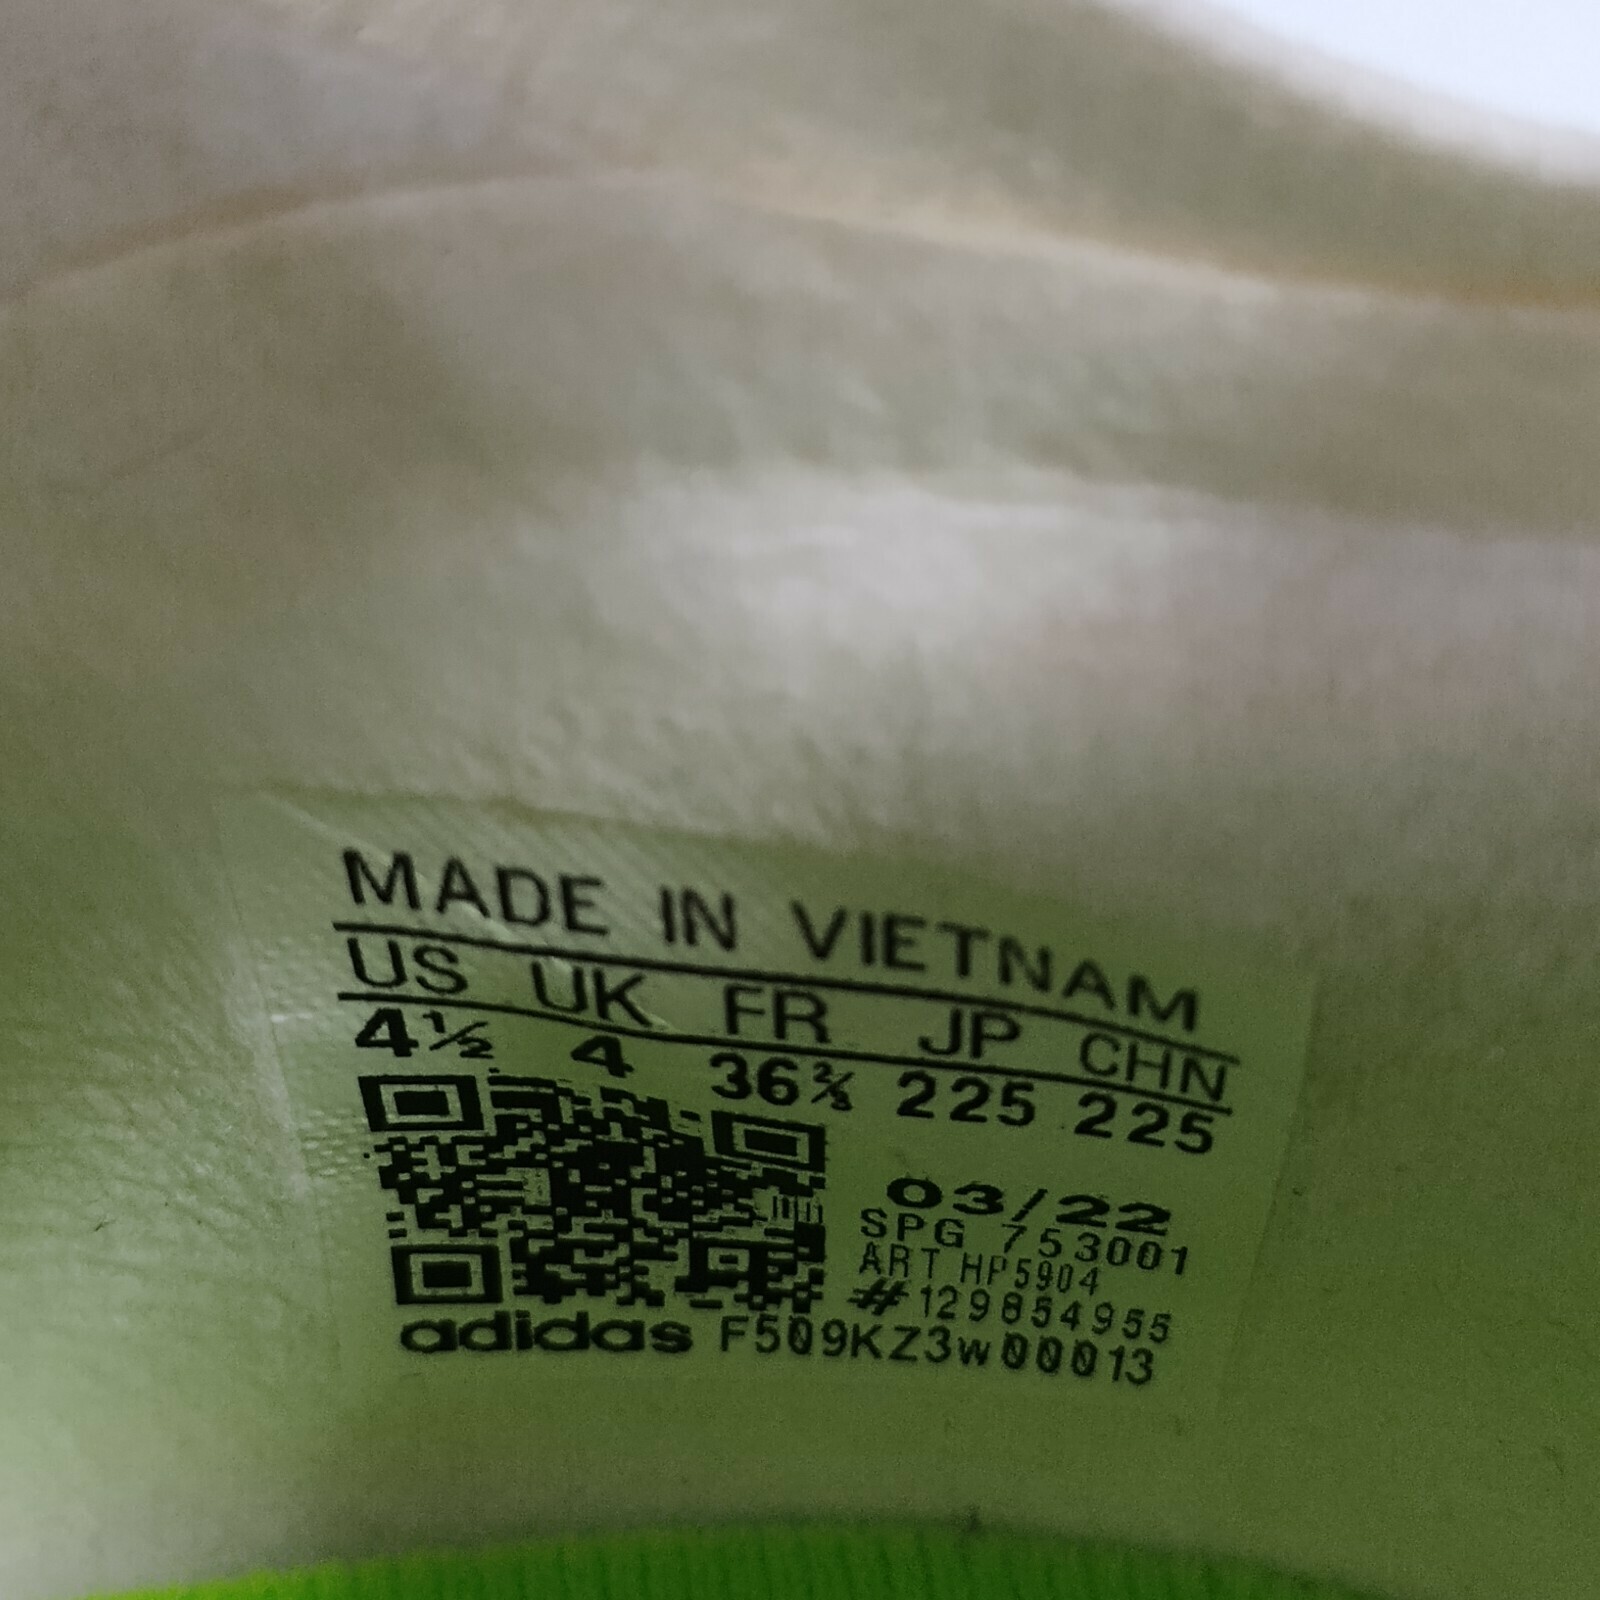 MADE IN VIETNAM
US UK FR JP CHN
4½ 4 36⅔ 225 225
03/22
SPG 753001
ART HP5904
# 129854955
adidas F509KZ3W00013